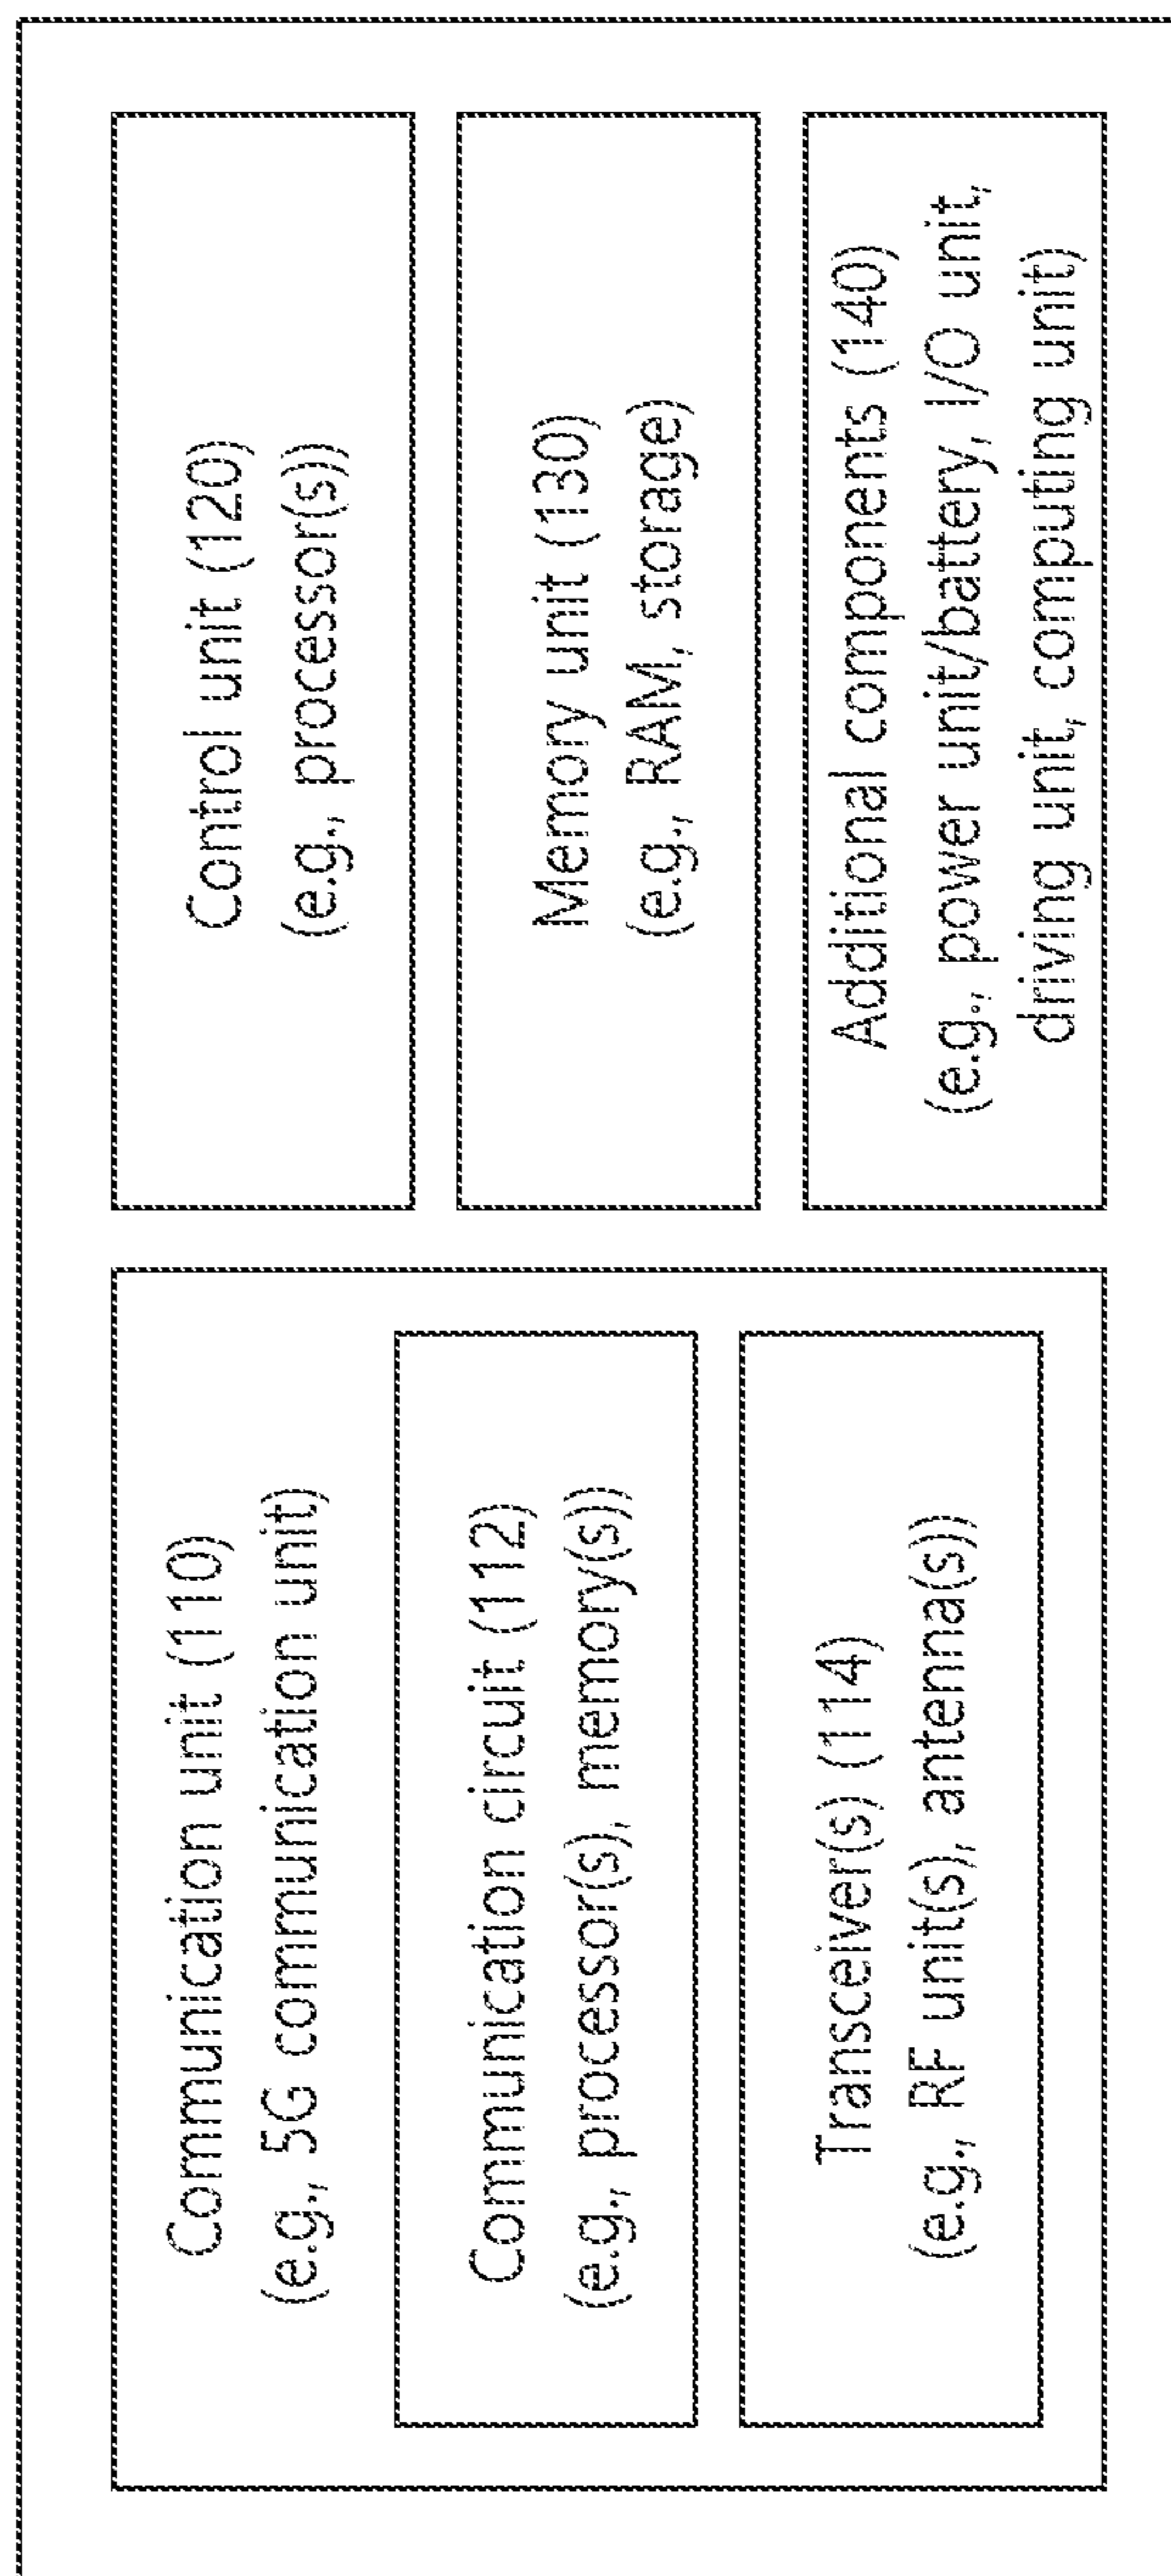 Communication unit (110)
(e.g., 5G communication unit)
Communication circuit (112)
(e.g., processor(s), memory(s))
Transceiver(s) (114)
(e.g., RF unit(s), antenna(s))
Control unit (120)
(e.g., processor(s))
Memory unit (130)
(e.g., RAM, storage)
Additional components (140)
(e.g., power unit/battery, I/O unit,
driving unit, computing unit)